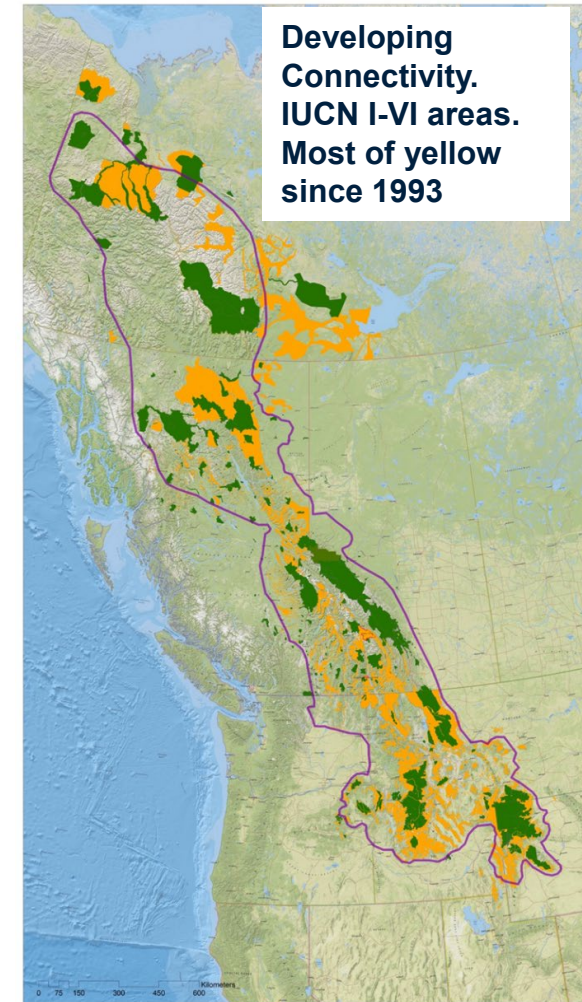 Developing
Connectivity.
IUCN I-VI areas.
Most of yellow
since 1993
Kilometers
0 75 150 300 450 600